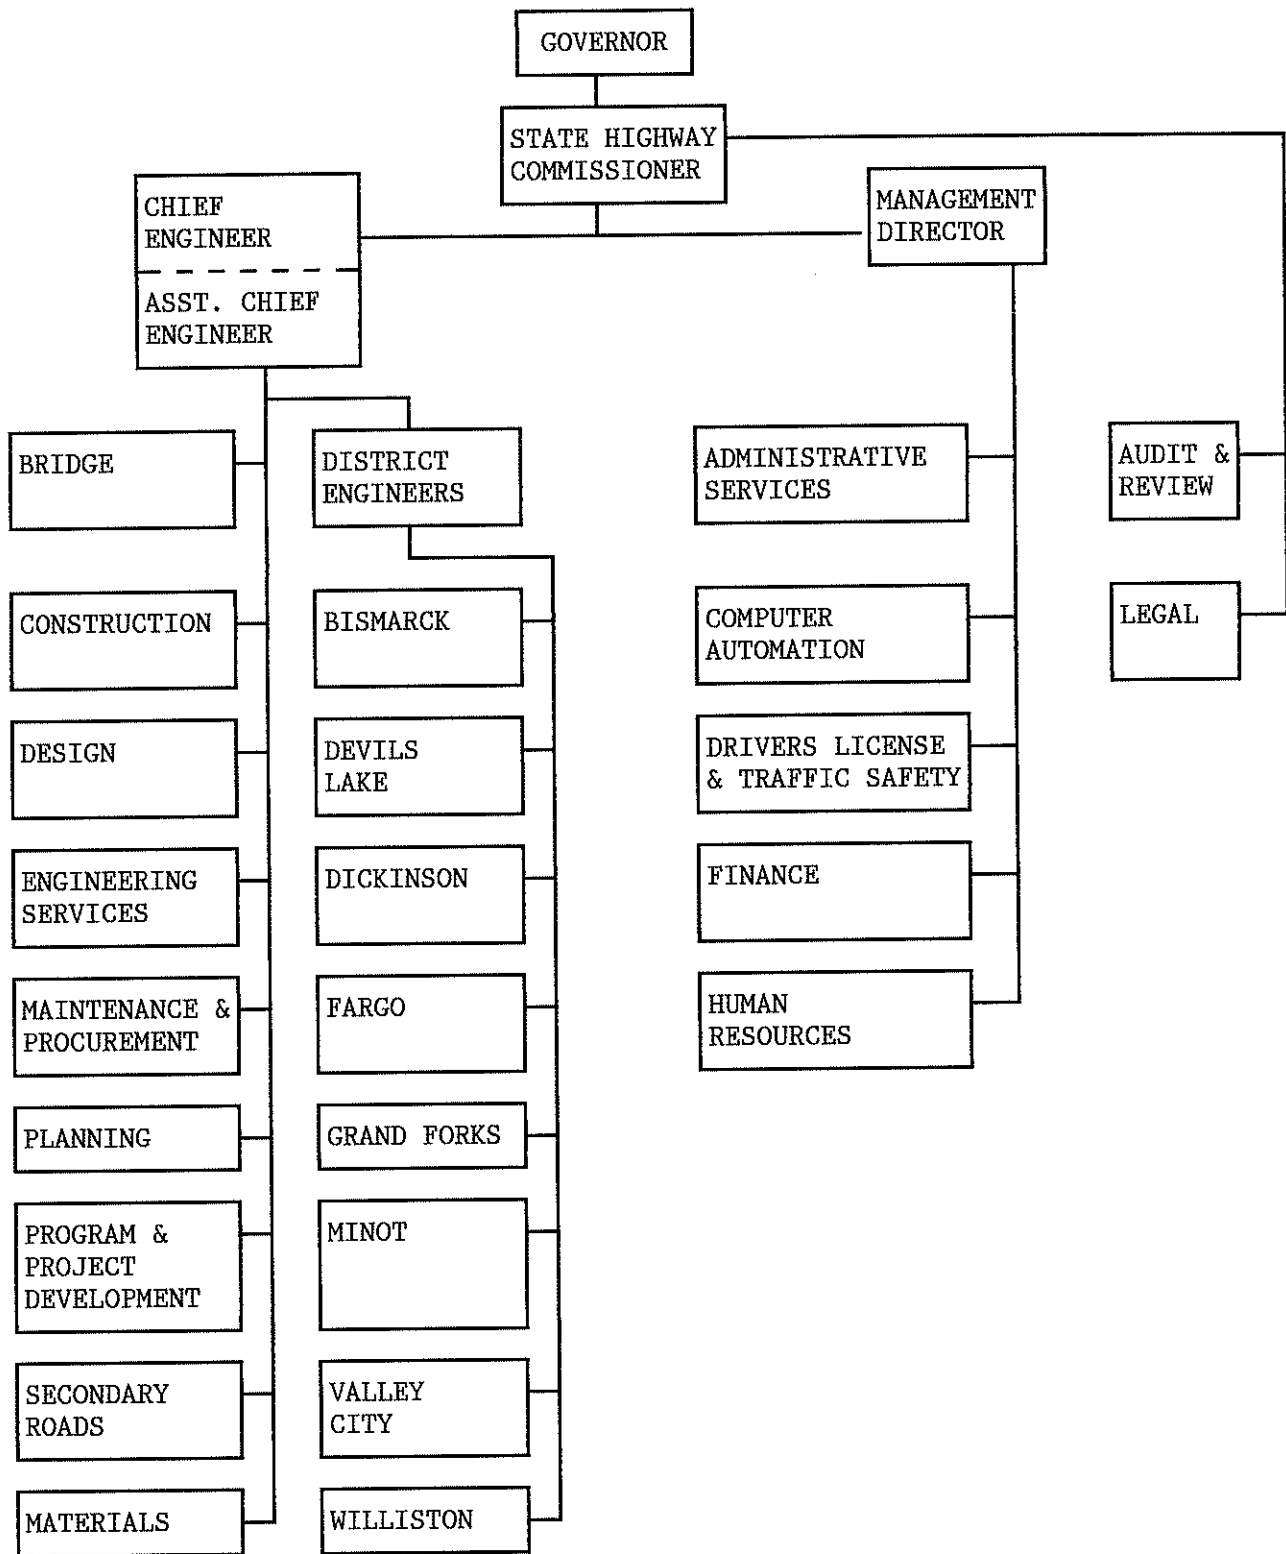 GOVERNOR
STATE HIGHWAY
COMMISSIONER
CHIEF
ENGINEER
ASST. CHIEF
ENGINEER
MANAGEMENT
DIRECTOR
BRIDGE
CONSTRUCTION
DESIGN
ENGINEERING
SERVICES
MAINTENANCE &
PROCUREMENT
PLANNING
PROGRAM &
PROJECT
DEVELOPMENT
SECONDARY
ROADS
MATERIALS
DISTRICT
ENGINEERS
BISMARCK
DEVILS
LAKE
DICKINSON
FARGO
GRAND FORKS
MINOT
VALLEY
CITY
WILLISTON
ADMINISTRATIVE
SERVICES
COMPUTER
AUTOMATION
DRIVERS LICENSE
& TRAFFIC SAFETY
FINANCE
HUMAN
RESOURCES
AUDIT &
REVIEW
LEGAL